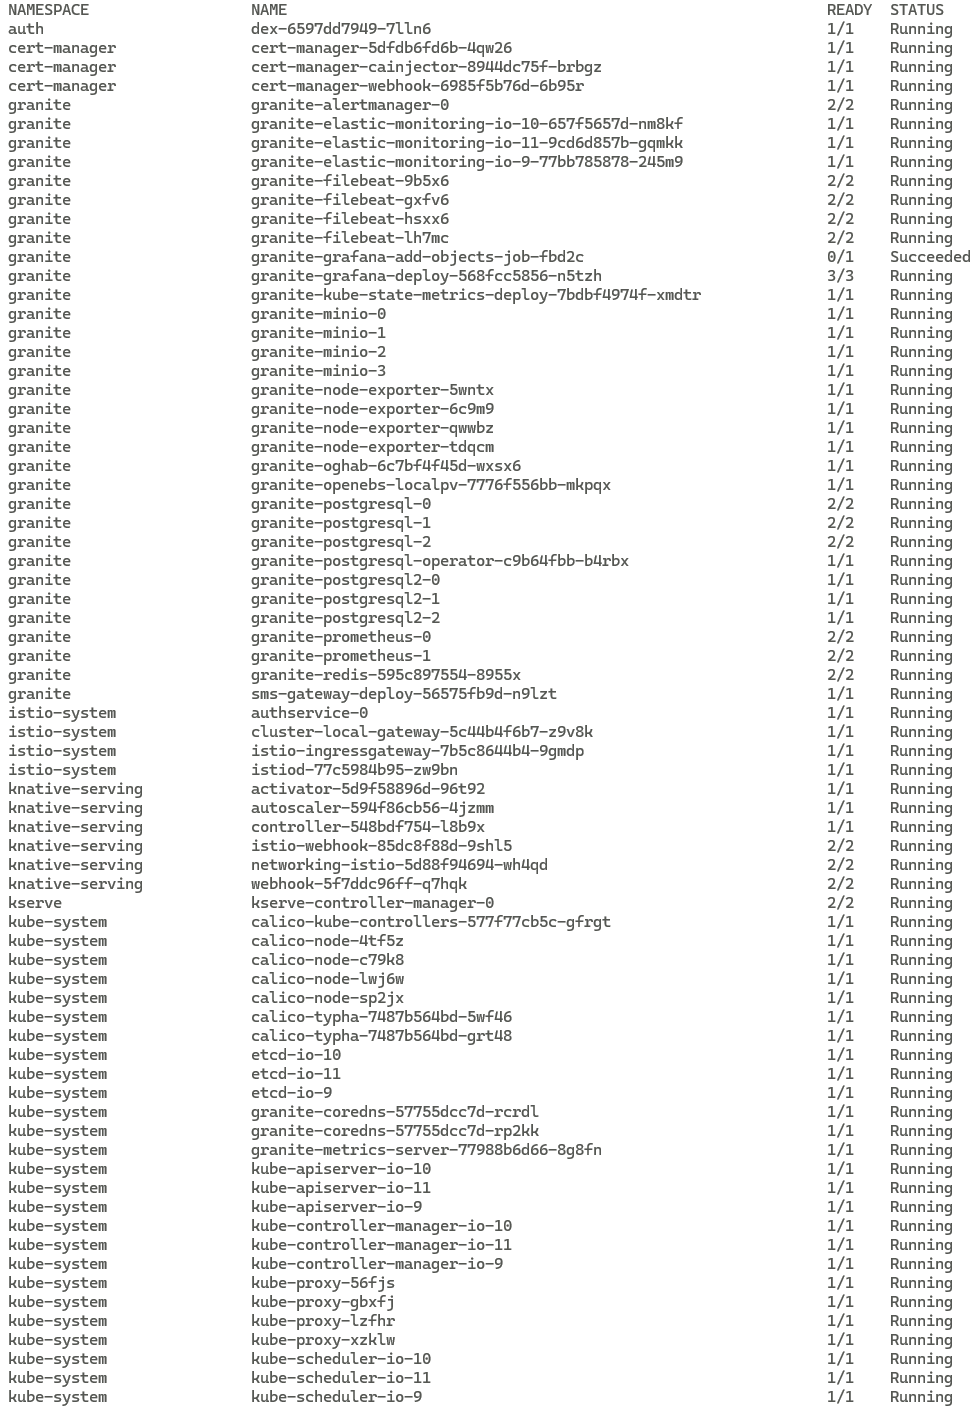 NAMESPACE NAME READY STATUS
auth dex-6597dd7949-7lln6 1/1 Running
cert-manager cert-manager-5dfdb6fd6b-4qw26 1/1 Running
cert-manager cert-manager-cainjector-8944dc75f-brbgz 1/1 Running
cert-manager cert-manager-webhook-6985f5b76d-6b95r 1/1 Running
granite granite-alertmanager-0 2/2 Running
granite granite-elastic-monitoring-io-10-657f5657d-nm8kf 1/1 Running
granite granite-elastic-monitoring-io-11-9cd6d857b-gqmkk 1/1 Running
granite granite-elastic-monitoring-io-9-77bb785878-245m9 1/1 Running
granite granite-filebeat-9b5x6 2/2 Running
granite granite-filebeat-gxfv6 2/2 Running
granite granite-filebeat-hsxx6 2/2 Running
granite granite-filebeat-lh7mc 2/2 Running
granite granite-grafana-add-objects-job-fbd2c 0/1 Succeeded
granite granite-grafana-deploy-568fcc5856-n5tzh 3/3 Running
granite granite-kube-state-metrics-deploy-7bdbf4974f-xmdtr 1/1 Running
granite granite-minio-0 1/1 Running
granite granite-minio-1 1/1 Running
granite granite-minio-2 1/1 Running
granite granite-minio-3 1/1 Running
granite granite-node-exporter-5wntx 1/1 Running
granite granite-node-exporter-6c9m9 1/1 Running
granite granite-node-exporter-qwwbz 1/1 Running
granite granite-node-exporter-tdqcm 1/1 Running
granite granite-oghab-6c7bf4f45d-wxsx6 1/1 Running
granite granite-openebs-localpv-7776f556bb-mkpqx 1/1 Running
granite granite-postgresql-0 2/2 Running
granite granite-postgresql-1 2/2 Running
granite granite-postgresql-2 2/2 Running
granite granite-postgresql-operator-c9b64fbb-b4rbx 1/1 Running
granite granite-postgresql2-0 1/1 Running
granite granite-postgresql2-1 1/1 Running
granite granite-postgresql2-2 1/1 Running
granite granite-prometheus-0 2/2 Running
granite granite-prometheus-1 2/2 Running
granite granite-redis-595c897554-8955x 2/2 Running
granite sms-gateway-deploy-56575fb9d-n9lzt 1/1 Running
istio-system authservice-0 1/1 Running
istio-system cluster-local-gateway-5c44b4f6b7-z9v8k 1/1 Running
istio-system istio-ingressgateway-7b5c8644b4-9gmdp 1/1 Running
istio-system istiod-77c5984b95-zw9bn 1/1 Running
knative-serving activator-5d9f58896d-96t92 1/1 Running
knative-serving autoscaler-594f86cb56-4jzmm 1/1 Running
knative-serving controller-548bdf754-l8b9x 1/1 Running
knative-serving istio-webhook-85dc8f88d-9shl5 2/2 Running
knative-serving networking-istio-5d88f94694-wh4qd 2/2 Running
knative-serving webhook-5f7ddc96ff-q7hqk 2/2 Running
kserve kserve-controller-manager-0 2/2 Running
kube-system calico-kube-controllers-577f77cb5c-gfrgt 1/1 Running
kube-system calico-node-4tf5z 1/1 Running
kube-system calico-node-c79k8 1/1 Running
kube-system calico-node-lwj6w 1/1 Running
kube-system calico-node-sp2jx 1/1 Running
kube-system calico-typha-7487b564bd-5wf46 1/1 Running
kube-system calico-typha-7487b564bd-grt48 1/1 Running
kube-system etcd-io-10 1/1 Running
kube-system etcd-io-11 1/1 Running
kube-system etcd-io-9 1/1 Running
kube-system granite-coredns-57755dcc7d-rcrdl 1/1 Running
kube-system granite-coredns-57755dcc7d-rp2kk 1/1 Running
kube-system granite-metrics-server-77988b6d66-8g8fn 1/1 Running
kube-system kube-apiserver-io-10 1/1 Running
kube-system kube-apiserver-io-11 1/1 Running
kube-system kube-apiserver-io-9 1/1 Running
kube-system kube-controller-manager-io-10 1/1 Running
kube-system kube-controller-manager-io-11 1/1 Running
kube-system kube-controller-manager-io-9 1/1 Running
kube-system kube-proxy-56fjs 1/1 Running
kube-system kube-proxy-gbxfj 1/1 Running
kube-system kube-proxy-lzfhr 1/1 Running
kube-system kube-proxy-xzklw 1/1 Running
kube-system kube-scheduler-io-10 1/1 Running
kube-system kube-scheduler-io-11 1/1 Running
kube-system kube-scheduler-io-9 1/1 Running